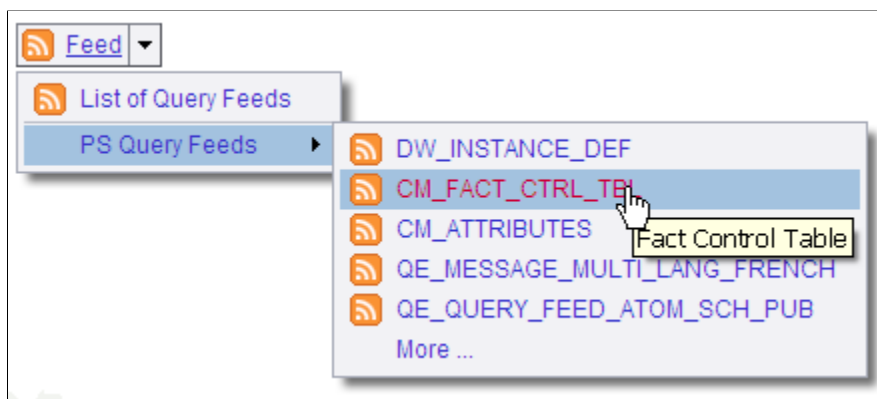 Feed
List of Query Feeds
PS Query Feeds
DW_INSTANCE_DEF
CM_FACT_CTRL_TBL
CM_ATTRIBUTES
Fact Control Table
QE_MESSAGE_MULTI_LANG_FRENCH
QE_QUERY_FEED_ATOM_SCH_PUB
More ...